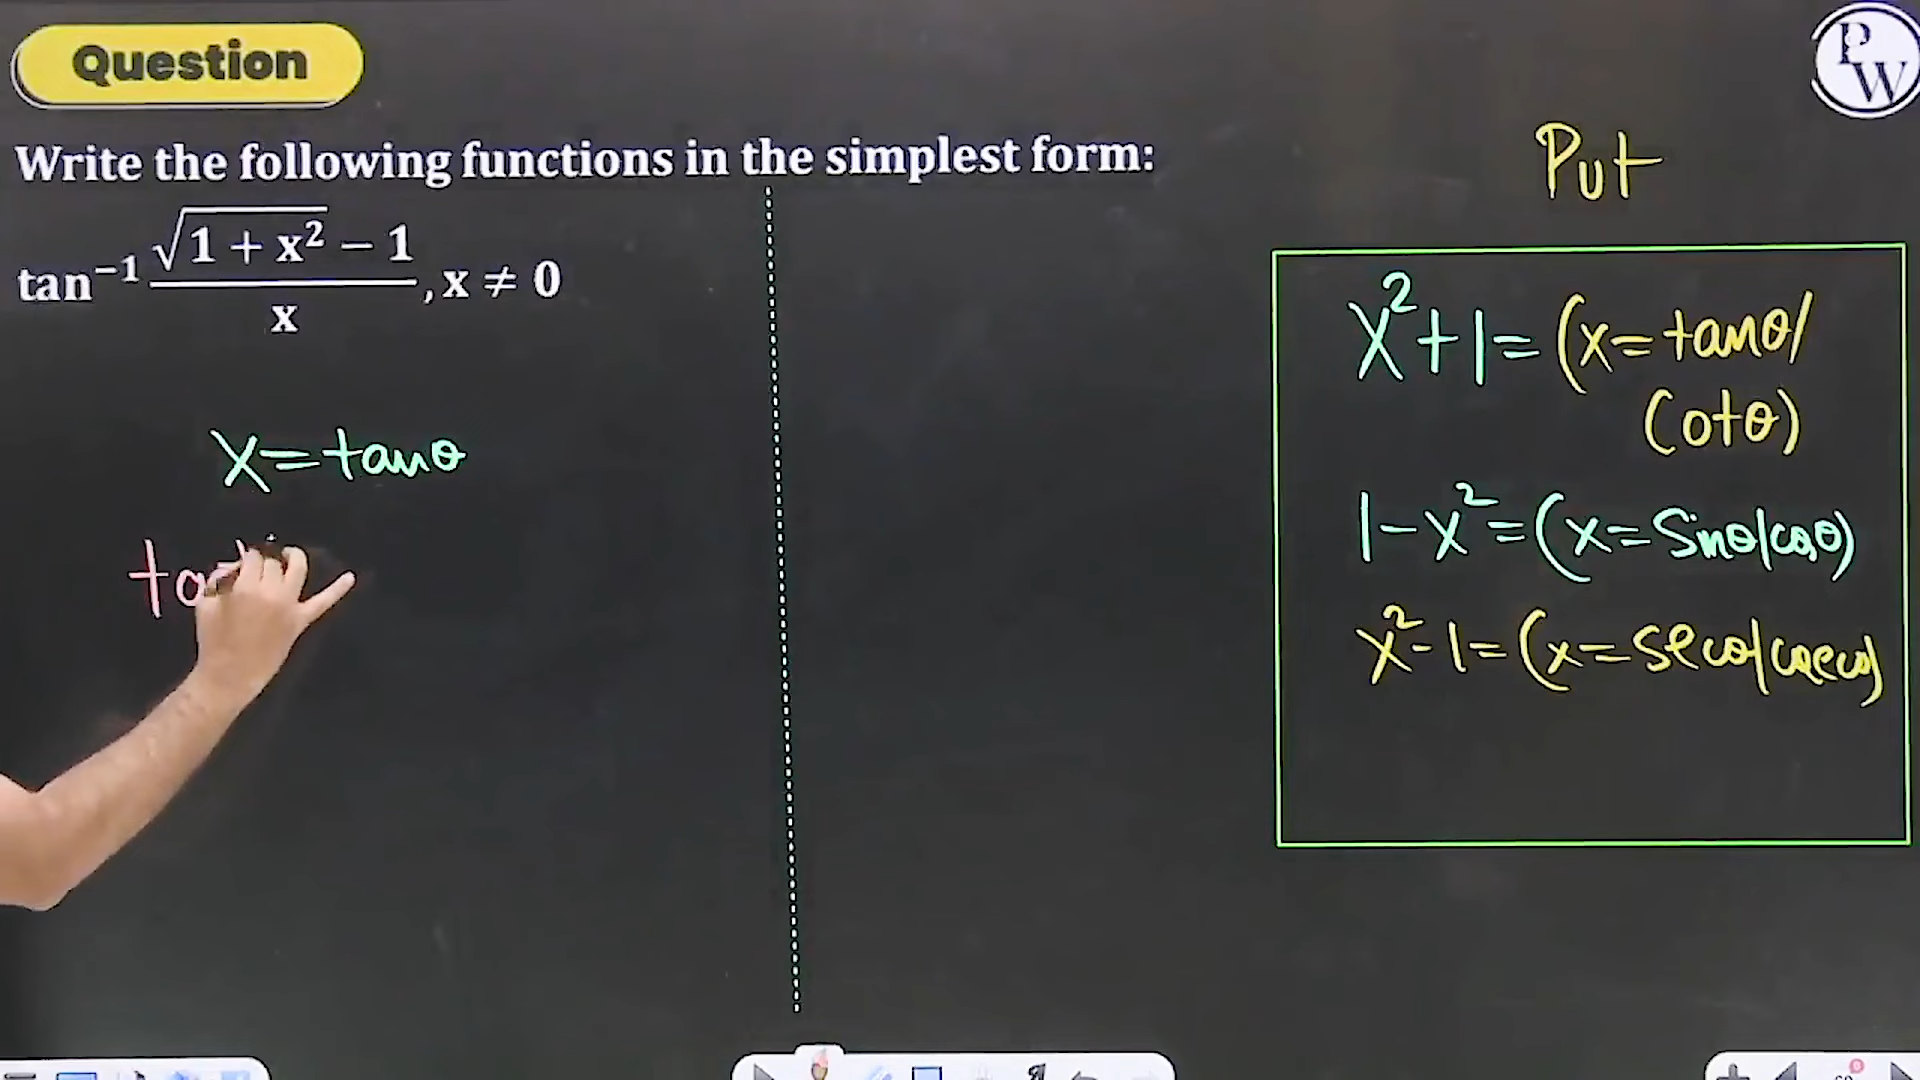 Question
PW
Write the following functions in the simplest form:
tan⁻¹ (√(1 + x²) − 1)/x, x ≠ 0
x = tanθ
Put
x² + 1 = (x = tanθ/
cotθ)
1 − x² = (x = Sinθ/cosθ)
x² − 1 = (x = Secθ/cosecθ)